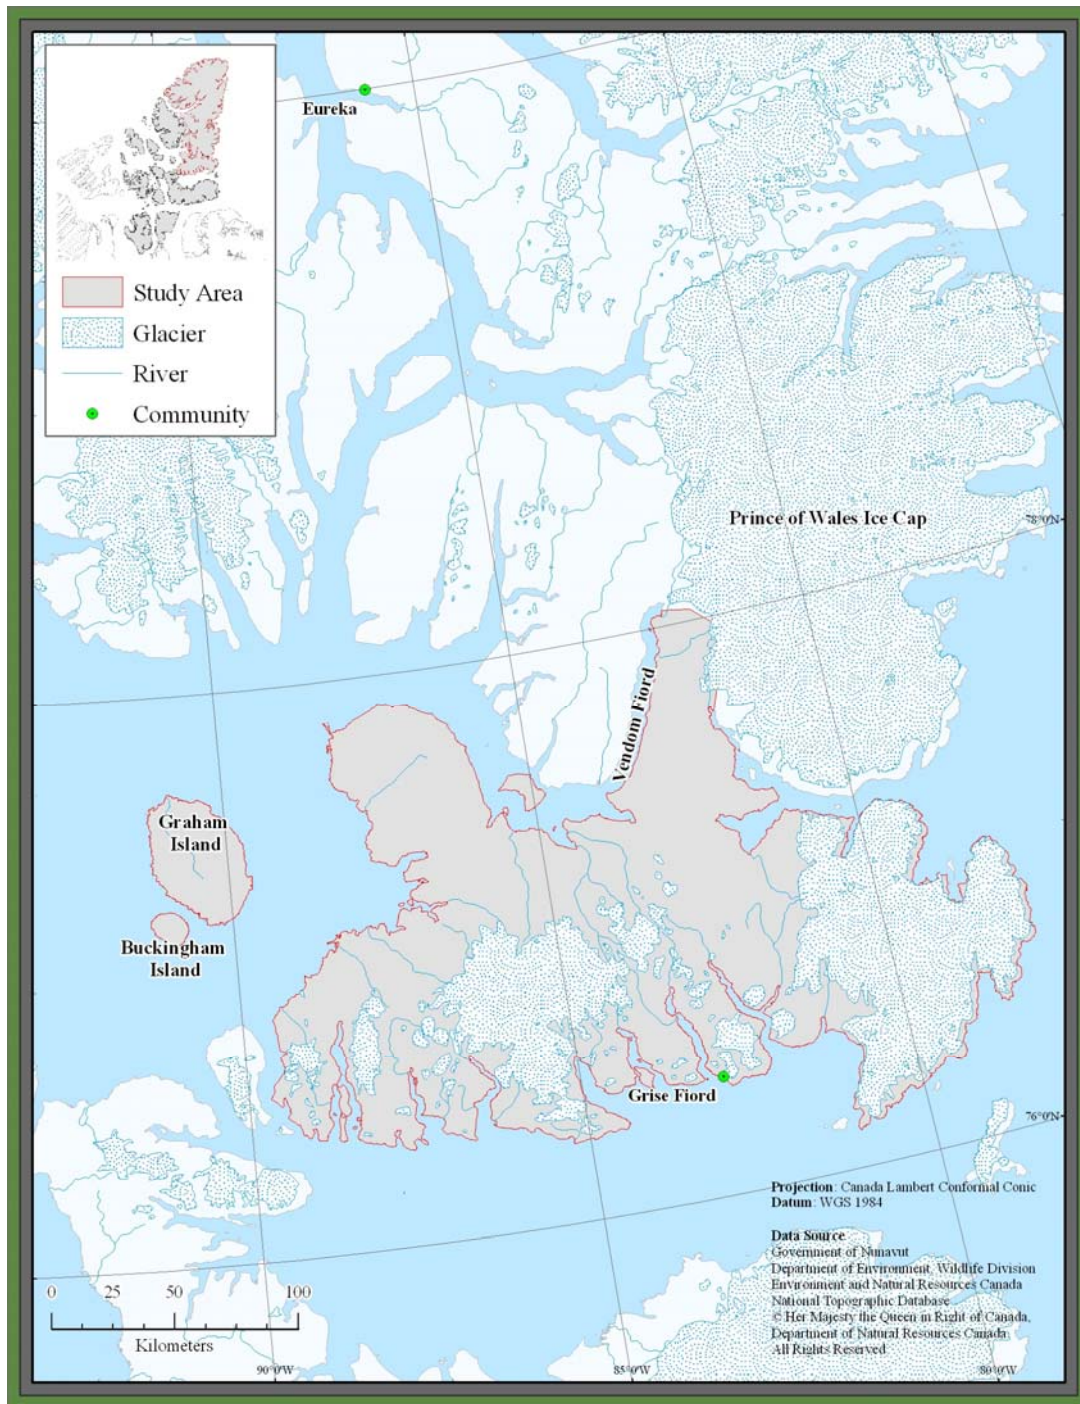 Eureka
Study Area
Glacier
River
Community
Prince of Wales Ice Cap
78°0'N
Vendom Fiord
Graham
Island
Buckingham
Island
Grise Fiord
76°0'N
Projection: Canada Lambert Conformal Conic
Datum: WGS 1984
Data Source
Government of Nunavut
Department of Environment, Wildlife Division
Environment and Natural Resources Canada
National Topographic Database
© Her Majesty the Queen in Right of Canada,
Department of Natural Resources Canada.
All Rights Reserved
0 25 50 100
Kilometers
90°0'W
85°0'W
80°0'W